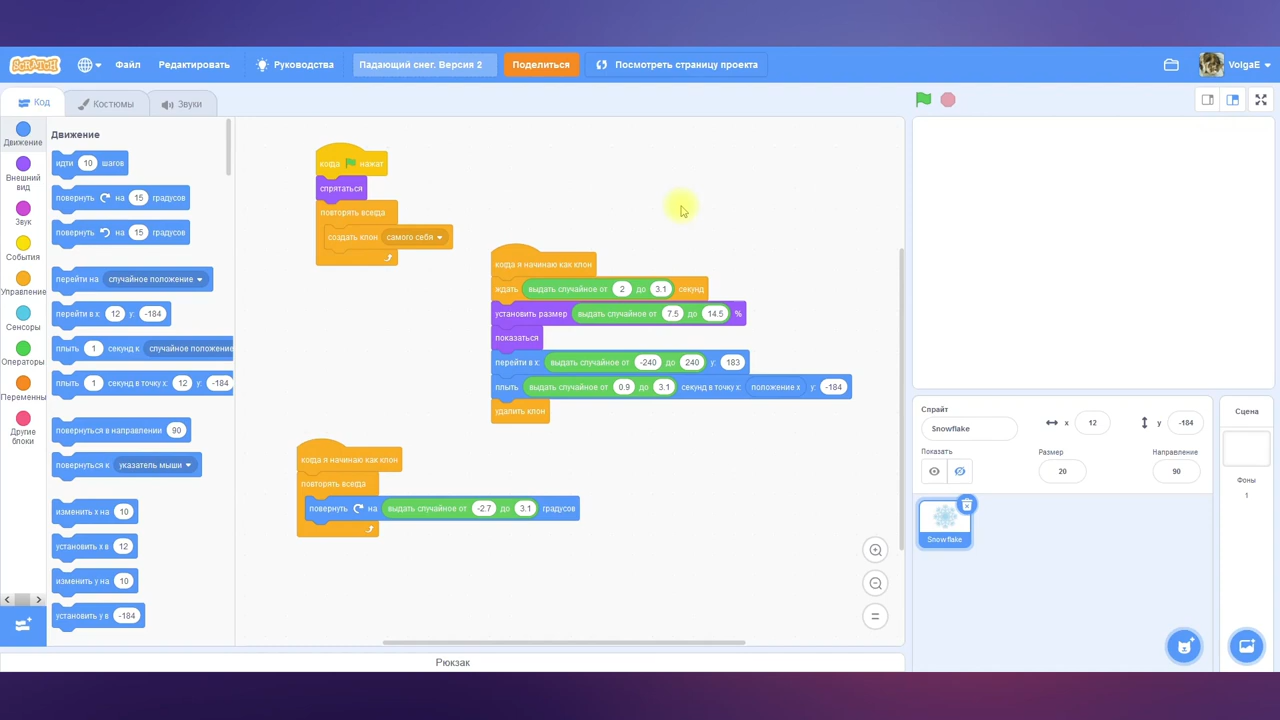 SCRATCH
Файл
Редактировать
Руководства
Падающий снег. Версия 2
Поделиться
Посмотреть страницу проекта
VolgaE
Код
Костюмы
Звуки
Движение
Внешний вид
Звук
События
Управление
Сенсоры
Операторы
Переменны
Другие блоки
Движение
идти 10 шагов
повернуть на 15 градусов
повернуть на 15 градусов
перейти на случайное положение
перейти в x: 12 y: -184
плыть 1 секунд к случайное положение
плыть 1 секунд в точку x: 12 y: -184
повернуться в направлении 90
повернуться к указатель мыши
изменить x на 10
установить x в 12
изменить y на 10
установить y в -184
когда нажат
спрятаться
повторять всегда
создать клон самого себя
когда я начинаю как клон
ждать выдать случайное от 2 до 3.1 секунд
установить размер выдать случайное от 7.5 до 14.5 %
показаться
перейти в x: выдать случайное от -240 до 240 y: 183
плыть выдать случайное от 0.9 до 3.1 секунд в точку x: положение x y: -184
удалить клон
когда я начинаю как клон
повторять всегда
повернуть на выдать случайное от -2.7 до 3.1 градусов
Рюкзак
Спрайт
Snowflake
x 12
y -184
Показать
Размер
20
Направление
90
Snowflake
Сцена
Фоны
1